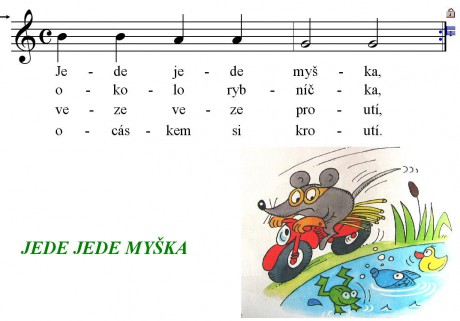 Je - de je - de myš - ka,
o - ko - lo ryb - níč - ka,
ve - ze ve - ze pro - utí,
o - cás - kem si kro - utí.
JEDE JEDE MYŠKA